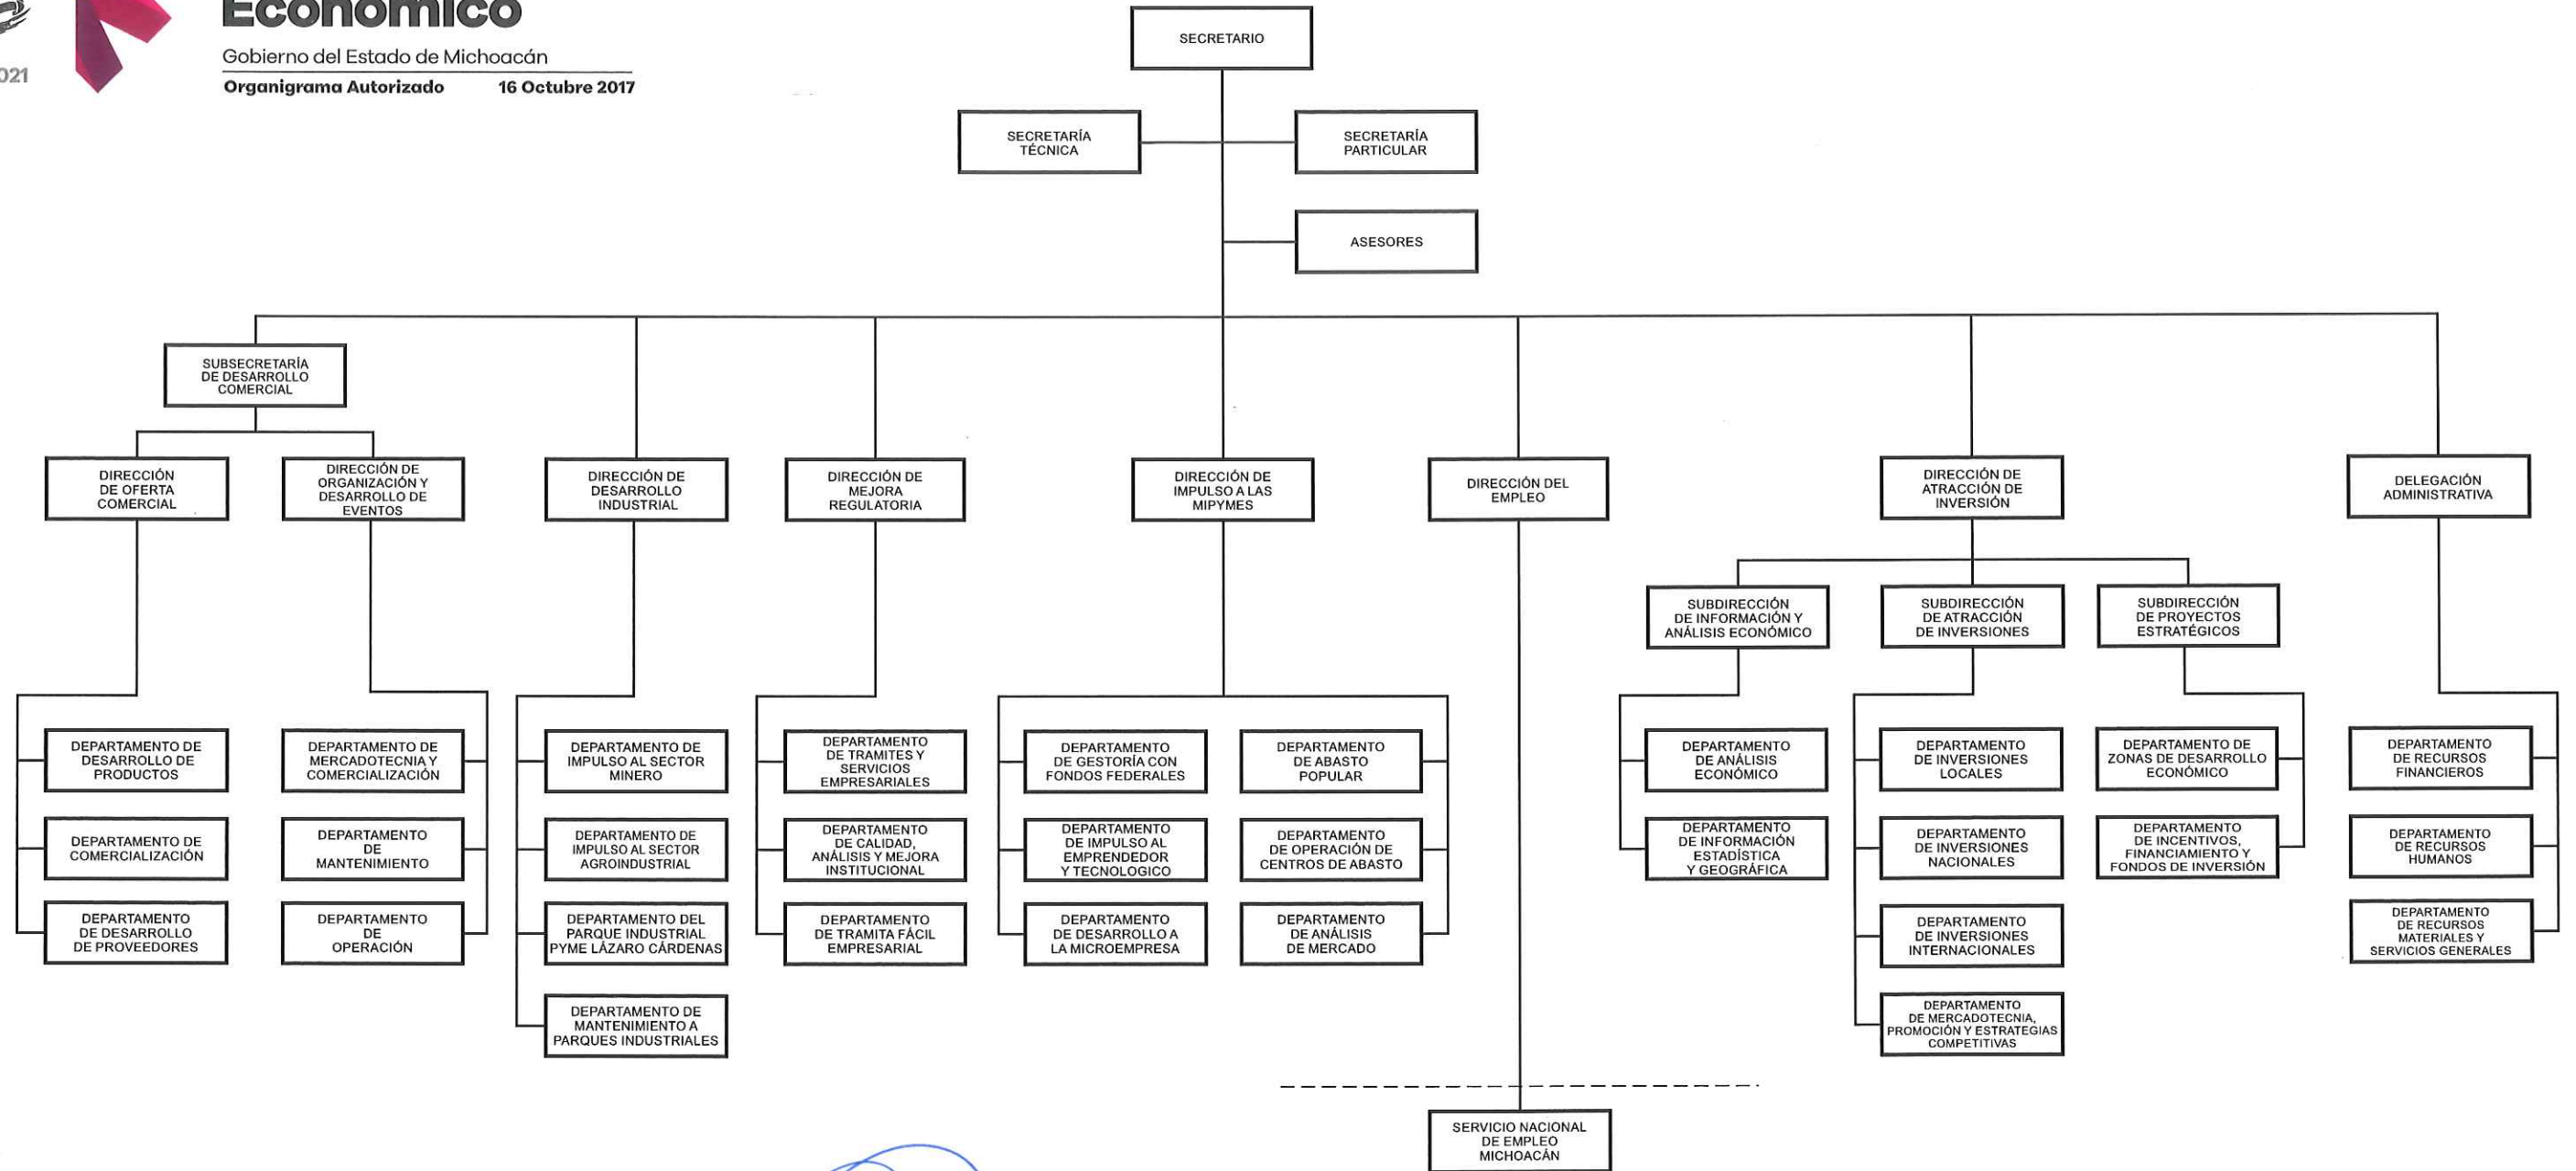 021
Económico
Gobierno del Estado de Michoacán
Organigrama Autorizado 16 Octubre 2017
SECRETARIO
SECRETARÍA
TÉCNICA
SECRETARÍA
PARTICULAR
ASESORES
SUBSECRETARÍA
DE DESARROLLO
COMERCIAL
DIRECCIÓN
DE OFERTA
COMERCIAL
DIRECCIÓN DE
ORGANIZACIÓN Y
DESARROLLO DE
EVENTOS
DIRECCIÓN DE
DESARROLLO
INDUSTRIAL
DIRECCIÓN DE
MEJORA
REGULATORIA
DIRECCIÓN DE
IMPULSO A LAS
MIPYMES
DIRECCIÓN DEL
EMPLEO
DIRECCIÓN DE
ATRACCIÓN DE
INVERSIÓN
DELEGACIÓN
ADMINISTRATIVA
SUBDIRECCIÓN
DE INFORMACIÓN Y
ANÁLISIS ECONÓMICO
SUBDIRECCIÓN
DE ATRACCIÓN
DE INVERSIONES
SUBDIRECCIÓN
DE PROYECTOS
ESTRATÉGICOS
DEPARTAMENTO DE
DESARROLLO DE
PRODUCTOS
DEPARTAMENTO DE
MERCADOTECNIA Y
COMERCIALIZACIÓN
DEPARTAMENTO DE
IMPULSO AL SECTOR
MINERO
DEPARTAMENTO
DE TRAMITES Y
SERVICIOS
EMPRESARIALES
DEPARTAMENTO
DE GESTORÍA CON
FONDOS FEDERALES
DEPARTAMENTO
DE ABASTO
POPULAR
DEPARTAMENTO
DE ANÁLISIS
ECONÓMICO
DEPARTAMENTO
DE INVERSIONES
LOCALES
DEPARTAMENTO DE
ZONAS DE DESARROLLO
ECONÓMICO
DEPARTAMENTO
DE RECURSOS
FINANCIEROS
DEPARTAMENTO DE
COMERCIALIZACIÓN
DEPARTAMENTO
DE
MANTENIMIENTO
DEPARTAMENTO DE
IMPULSO AL SECTOR
AGROINDUSTRIAL
DEPARTAMENTO
DE CALIDAD,
ANÁLISIS Y MEJORA
INSTITUCIONAL
DEPARTAMENTO
DE IMPULSO AL
EMPRENDEDOR
Y TECNOLOGICO
DEPARTAMENTO
DE OPERACIÓN DE
CENTROS DE ABASTO
DEPARTAMENTO
DE INFORMACIÓN
ESTADÍSTICA
Y GEOGRÁFICA
DEPARTAMENTO
DE INVERSIONES
NACIONALES
DEPARTAMENTO
DE INCENTIVOS,
FINANCIAMIENTO Y
FONDOS DE INVERSIÓN
DEPARTAMENTO
DE RECURSOS
HUMANOS
DEPARTAMENTO
DE DESARROLLO
DE PROVEEDORES
DEPARTAMENTO
DE
OPERACIÓN
DEPARTAMENTO DEL
PARQUE INDUSTRIAL
PYME LÁZARO CÁRDENAS
DEPARTAMENTO
DE TRAMITA FÁCIL
EMPRESARIAL
DEPARTAMENTO
DE DESARROLLO A
LA MICROEMPRESA
DEPARTAMENTO
DE ANÁLISIS
DE MERCADO
DEPARTAMENTO
DE INVERSIONES
INTERNACIONALES
DEPARTAMENTO
DE RECURSOS
MATERIALES Y
SERVICIOS GENERALES
DEPARTAMENTO DE
MANTENIMIENTO A
PARQUES INDUSTRIALES
DEPARTAMENTO
DE MERCADOTECNIA,
PROMOCIÓN Y ESTRATEGIAS
COMPETITIVAS
SERVICIO NACIONAL
DE EMPLEO
MICHOACÁN